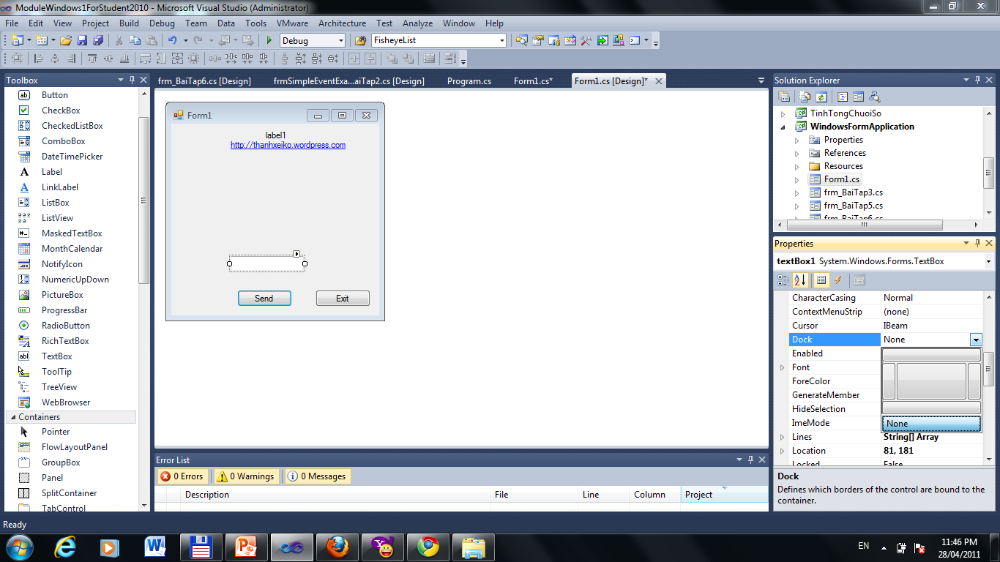 ModuleWindows1ForStudent2010 - Microsoft Visual Studio (Administrator)
File Edit View Project Build Debug Team Data Tools VMware Architecture Test Analyze Window Help
Debug FisheyeList
Toolbox
Button
CheckBox
CheckedListBox
ComboBox
DateTimePicker
Label
LinkLabel
ListBox
ListView
MaskedTextBox
MonthCalendar
NotifyIcon
NumericUpDown
PictureBox
ProgressBar
RadioButton
RichTextBox
TextBox
ToolTip
TreeView
WebBrowser
Containers
Pointer
FlowLayoutPanel
GroupBox
Panel
SplitContainer
TabControl
frm_BaiTap6.cs [Design] frmSimpleEventExa...aiTap2.cs [Design] Program.cs Form1.cs* Form1.cs [Design]*
Form1
label1
http://thanhxeiko.wordpress.com
Send Exit
Error List
0 Errors 0 Warnings 0 Messages
Description File Line Column Project
Solution Explorer
TinhTongChuoiSo
WindowsFormApplication
Properties
References
Resources
Form1.cs
frm_BaiTap3.cs
frm_BaiTap5.cs
frm_BaiTap6.cs
Properties
textBox1 System.Windows.Forms.TextBox
CharacterCasing Normal
ContextMenuStrip (none)
Cursor IBeam
Dock None
Enabled
Font
ForeColor
GenerateMember
HideSelection
ImeMode None
Lines String[] Array
Location 81, 181
Locked False
Dock
Defines which borders of the control are bound to the
container.
Ready
EN 11:46 PM
28/04/2011